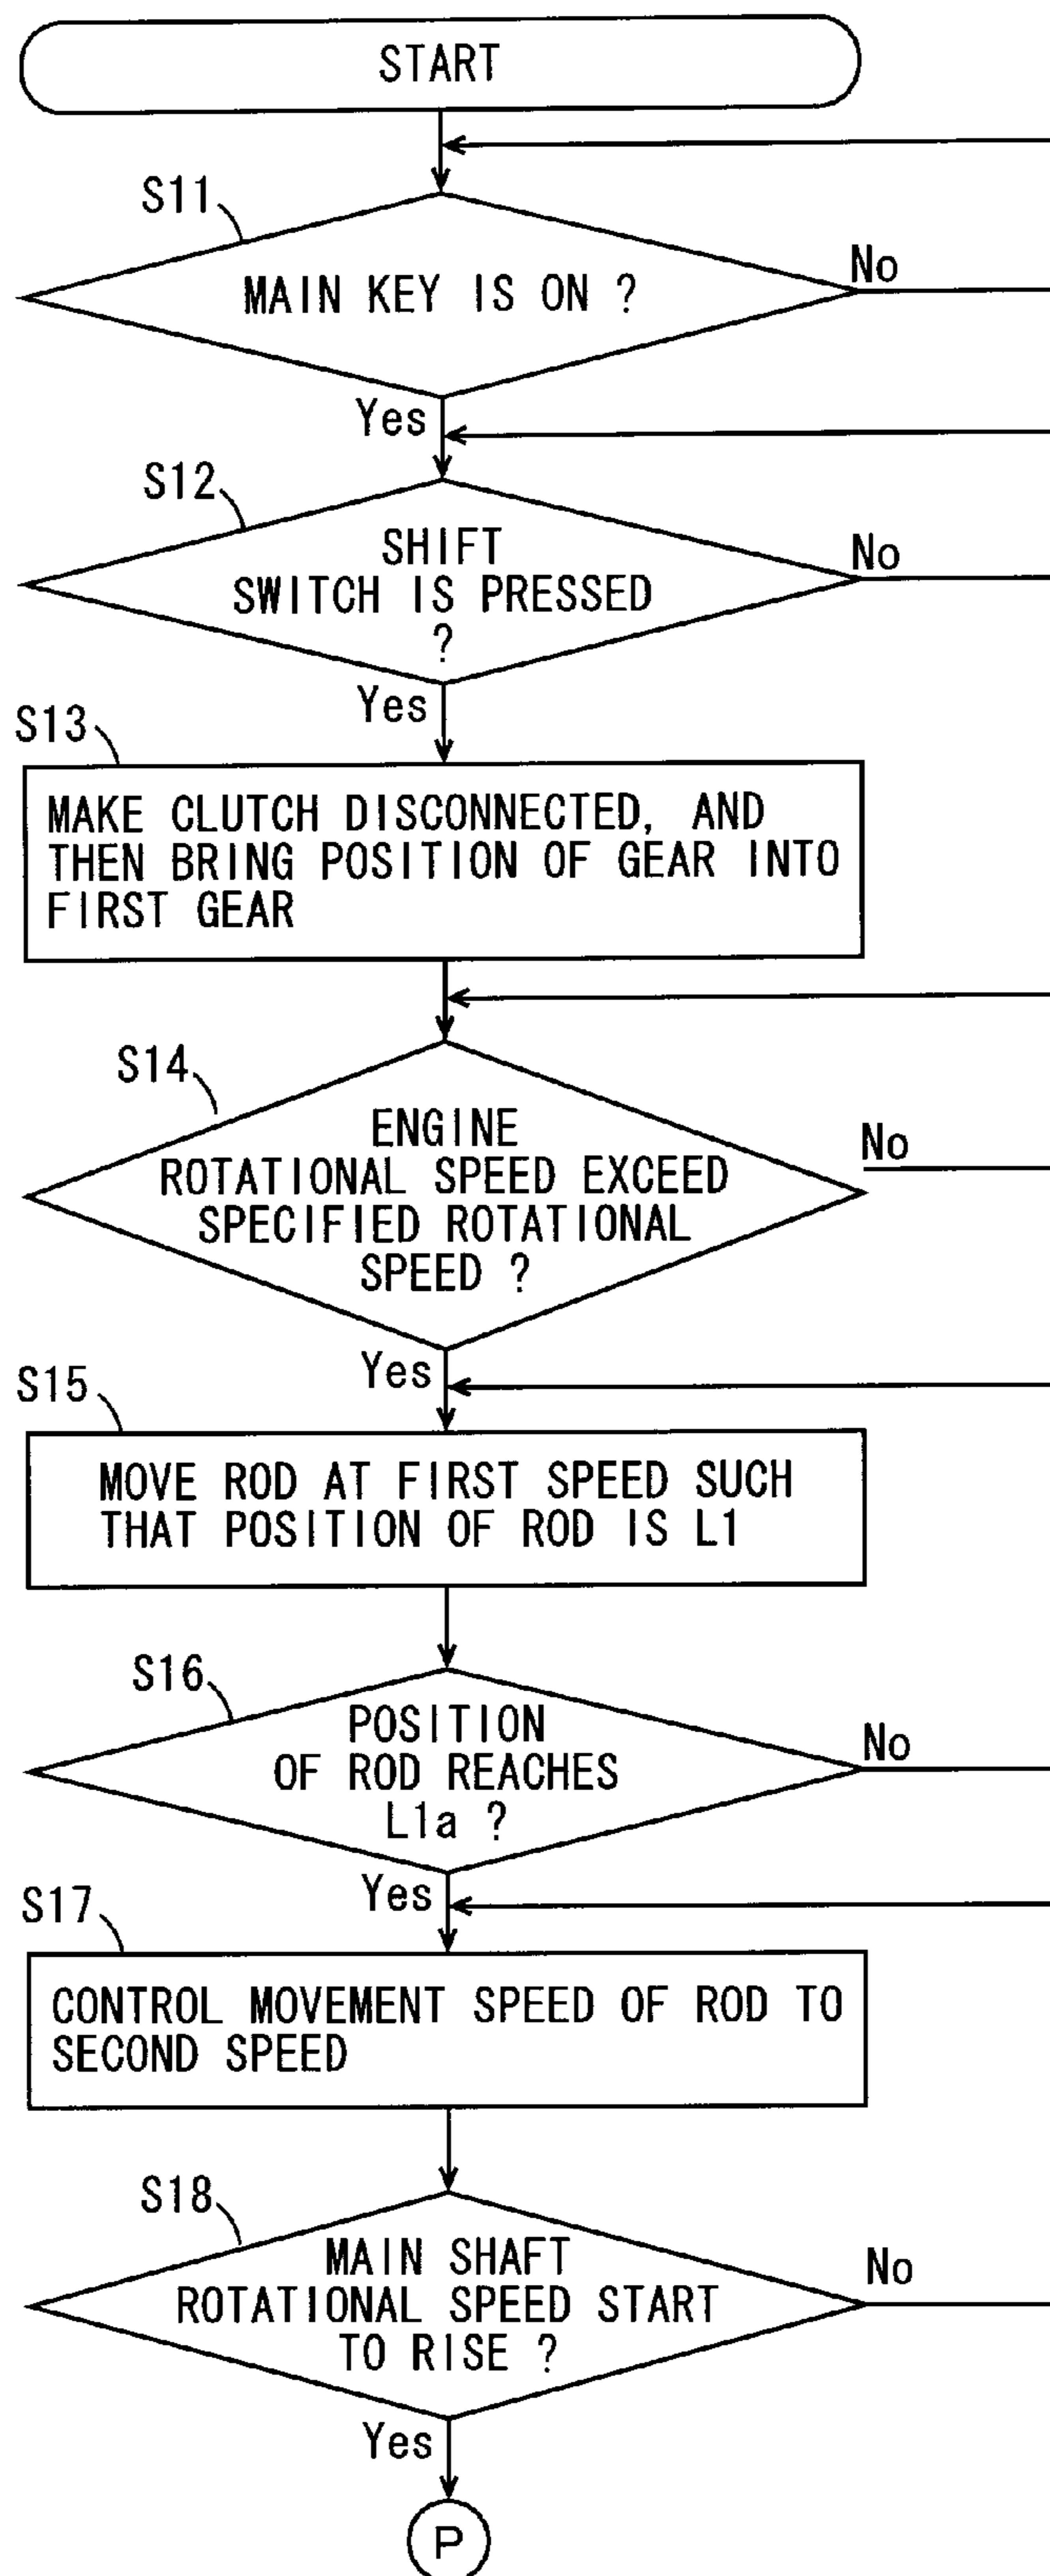 START
S11
MAIN KEY IS ON ?
No
Yes
S12
SHIFT
SWITCH IS PRESSED
?
No
Yes
S13
MAKE CLUTCH DISCONNECTED, AND
THEN BRING POSITION OF GEAR INTO
FIRST GEAR
S14
ENGINE
ROTATIONAL SPEED EXCEED
SPECIFIED ROTATIONAL
SPEED ?
No
Yes
S15
MOVE ROD AT FIRST SPEED SUCH
THAT POSITION OF ROD IS L1
S16
POSITION
OF ROD REACHES
L1a ?
No
Yes
S17
CONTROL MOVEMENT SPEED OF ROD TO
SECOND SPEED
S18
MAIN SHAFT
ROTATIONAL SPEED START
TO RISE ?
No
Yes
P